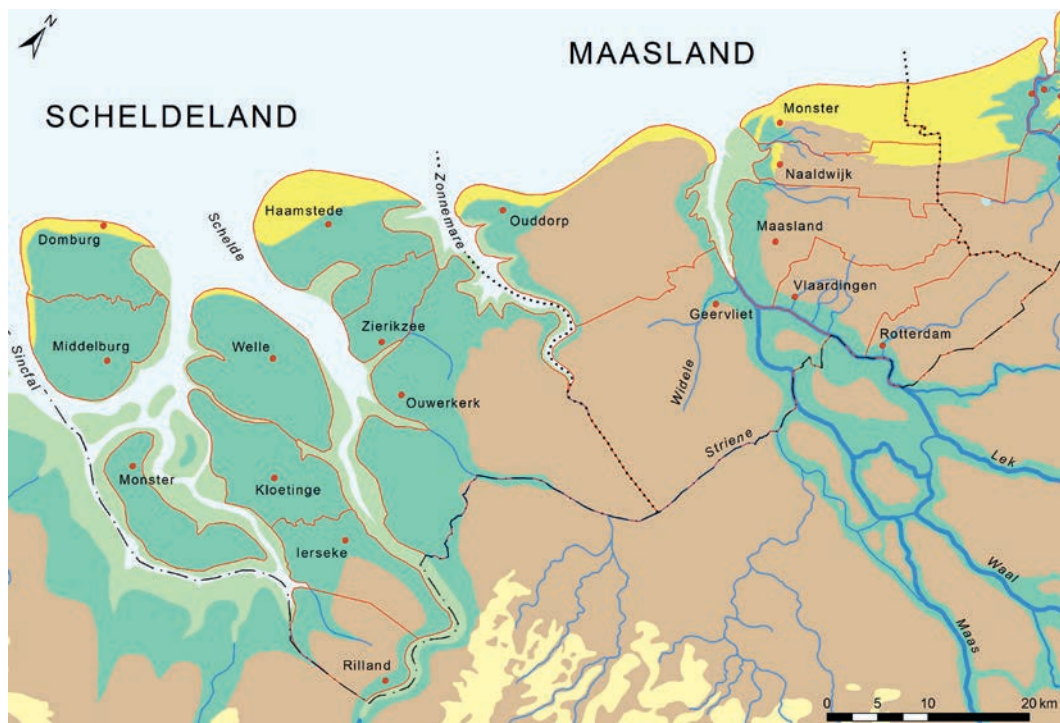 N
MAASLAND
SCHELDELAND
Monster
Naaldwijk
Haamstede
Zonnemare
Ouddorp
Schelde
Domburg
Maasland
Vlaardingen
Geervliet
Rotterdam
Zierikzee
Middelburg
Welle
Sincfal
Widele
Ouwerkerk
Striene
Lek
Monster
Kloetinge
Ierseke
Waal
Maas
Rilland
0 5 10 20 km